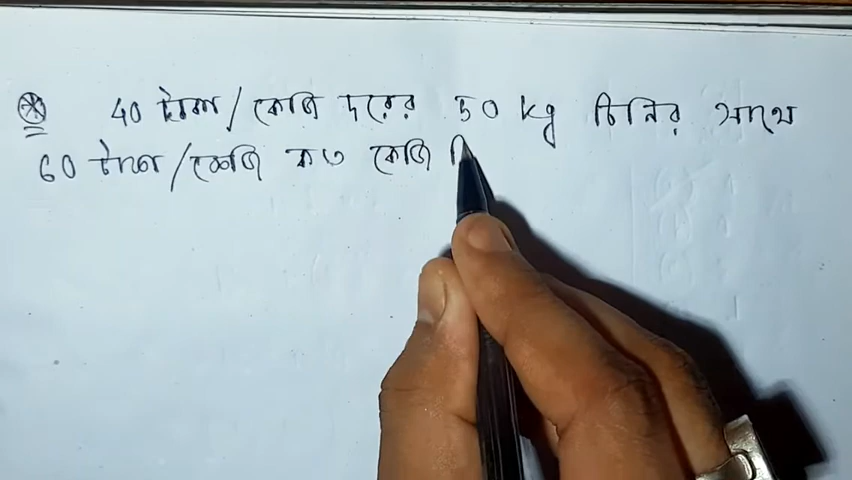 40 টাকা/কেজি দরের 50 kg চিনির সাথে
60 টাকা/কেজি কত কেজি